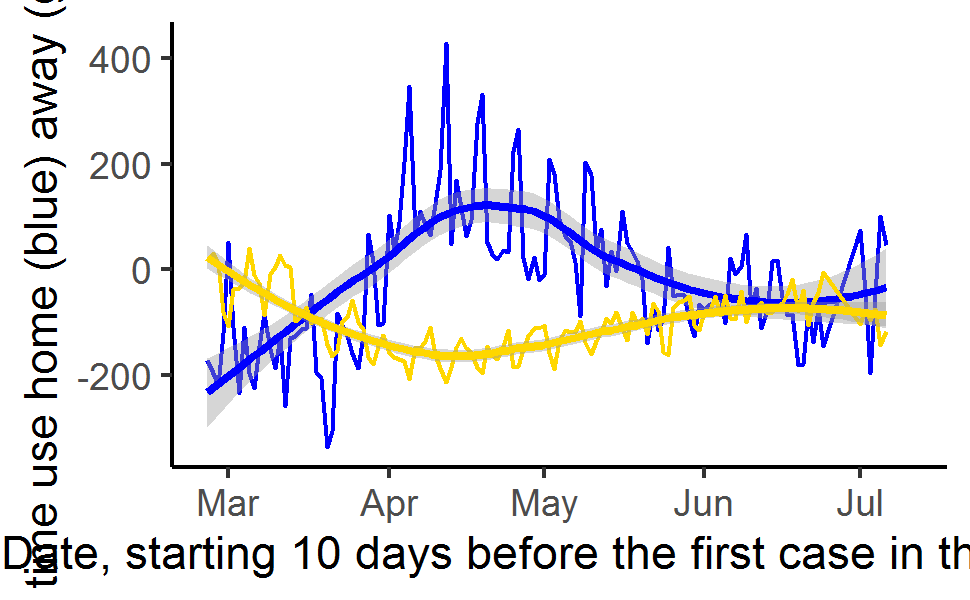 time use home (blue) away (
400
200
0
-200
Mar Apr May Jun Jul
Date, starting 10 days before the first case in th